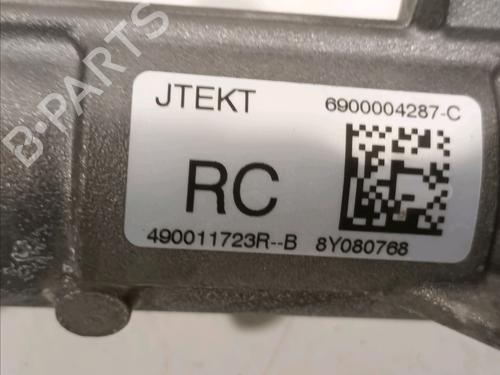 B-PARTS
JTEKT 6900004287-C
RC
490011723R--B 8Y080768